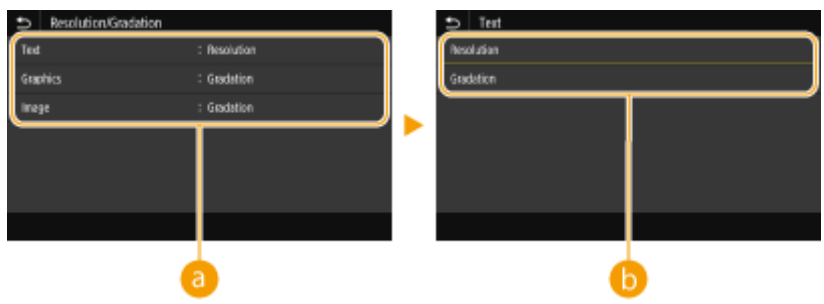 Resolution/Gradation
Text : Resolution
Graphics : Gradation
Image : Gradation
a
Text
Resolution
Gradation
b